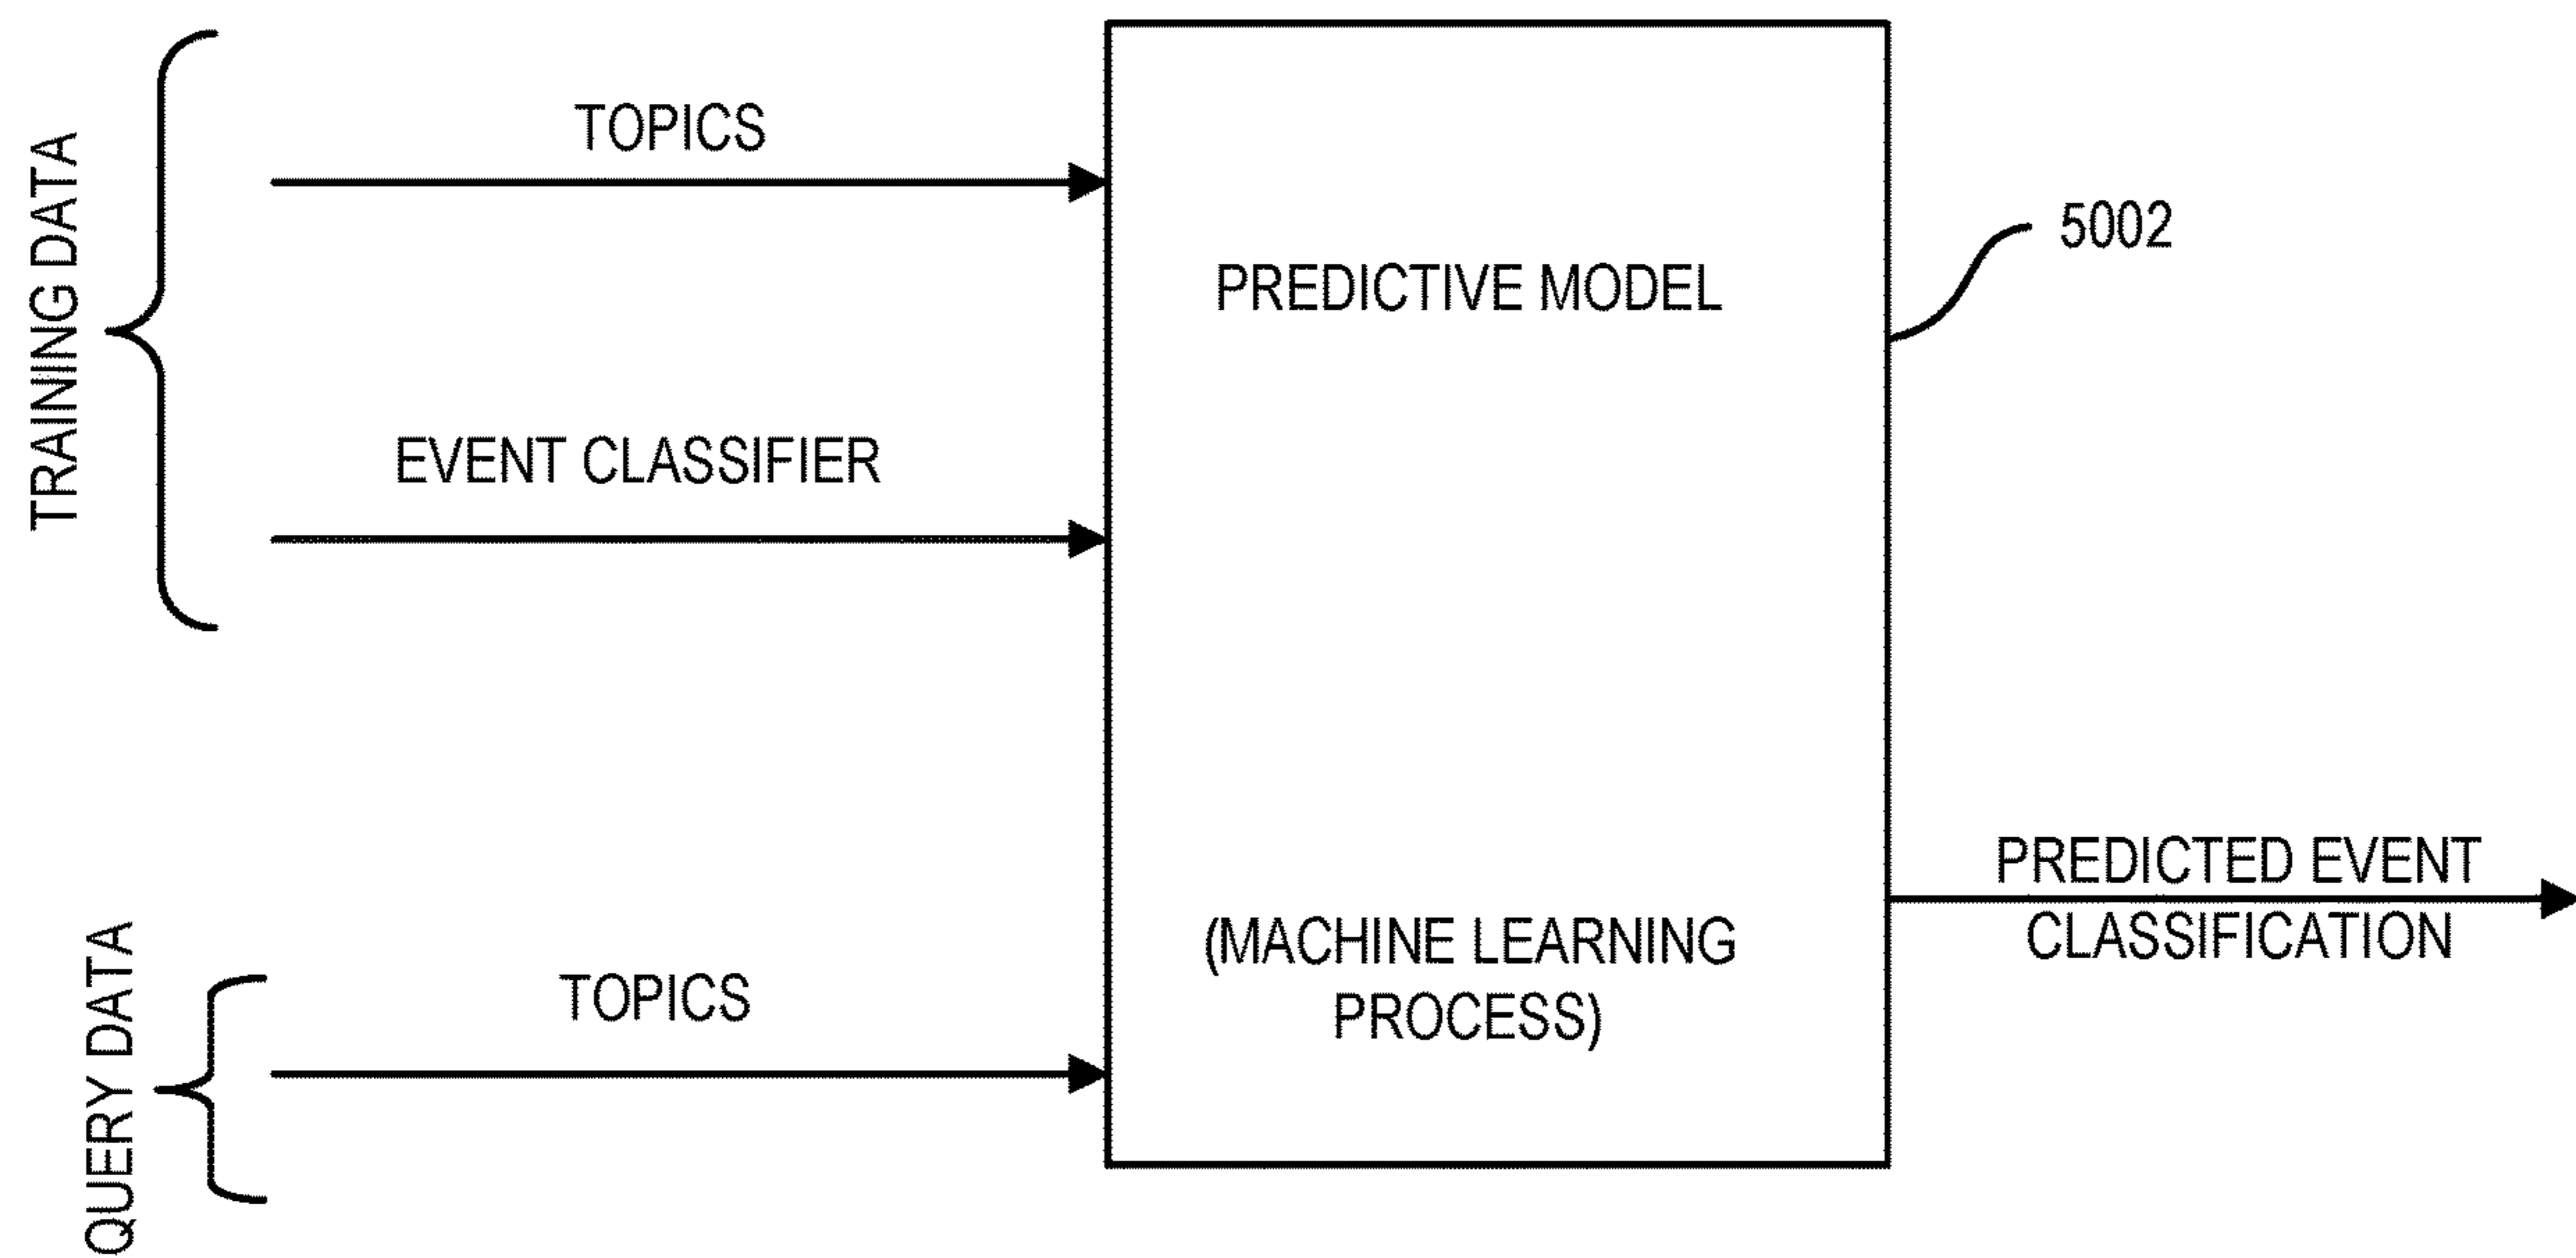 TRAINING DATA
TOPICS
EVENT CLASSIFIER
PREDICTIVE MODEL
5002
QUERY DATA
TOPICS
(MACHINE LEARNING
PROCESS)
PREDICTED EVENT
CLASSIFICATION